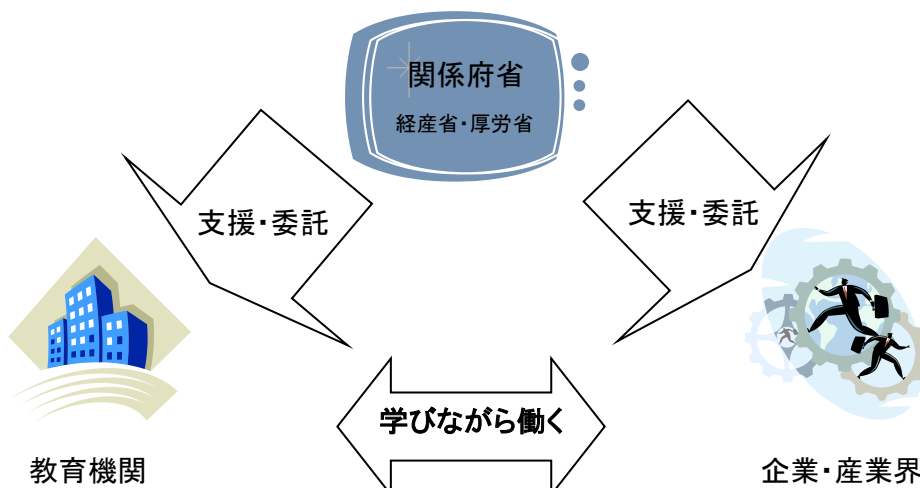 関係府省
経産省・厚労省
支援・委託
支援・委託
学びながら働く
教育機関
企業・産業界